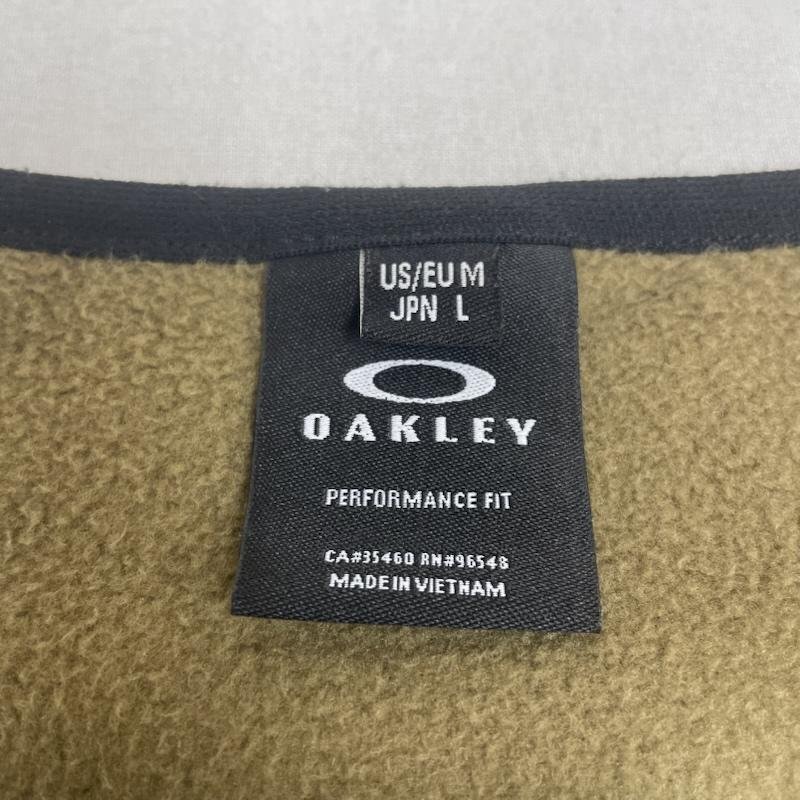 US/EU M
JPN L
OAKLEY
PERFORMANCE FIT
CA#35460 RN#96548
MADE IN VIETNAM